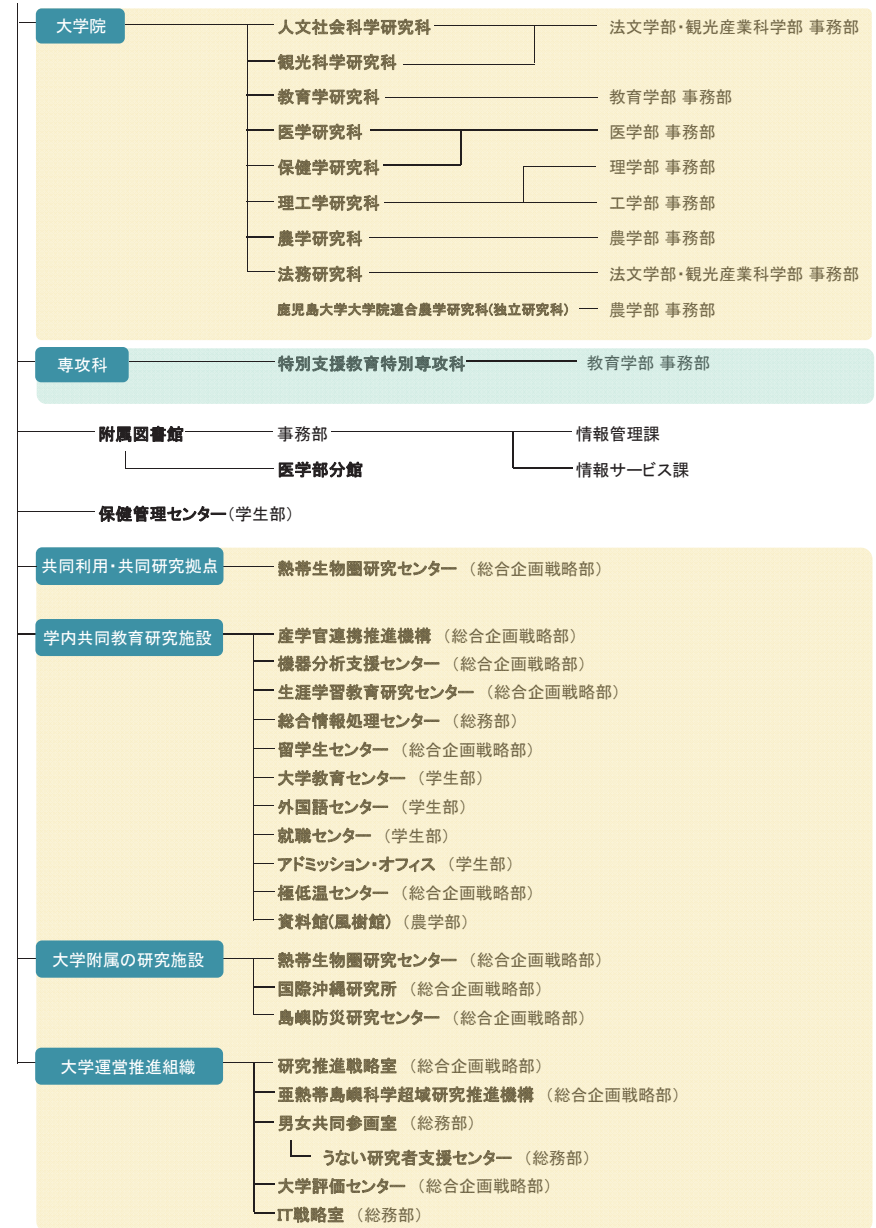 大学院
人文社会科学研究科 法文学部・観光産業科学部 事務部
観光科学研究科
教育学研究科 教育学部 事務部
医学研究科 医学部 事務部
保健学研究科 理学部 事務部
理工学研究科 工学部 事務部
農学研究科 農学部 事務部
法務研究科 法文学部・観光産業科学部 事務部
鹿児島大学大学院連合農学研究科(独立研究科) 農学部 事務部
専攻科 特別支援教育特別専攻科 教育学部 事務部
附属図書館 事務部 情報管理課
医学部分館 情報サービス課
保健管理センター(学生部)
共同利用・共同研究拠点 熱帯生物圏研究センター (総合企画戦略部)
学内共同教育研究施設 産学官連携推進機構 (総合企画戦略部)
機器分析支援センター (総合企画戦略部)
生涯学習教育研究センター (総合企画戦略部)
総合情報処理センター (総務部)
留学生センター (総合企画戦略部)
大学教育センター (学生部)
外国語センター (学生部)
就職センター (学生部)
アドミッション・オフィス (学生部)
極低温センター (総合企画戦略部)
資料館(風樹館) (農学部)
大学附属の研究施設 熱帯生物圏研究センター (総合企画戦略部)
国際沖縄研究所 (総合企画戦略部)
島嶼防災研究センター (総合企画戦略部)
大学運営推進組織 研究推進戦略室 (総合企画戦略部)
亜熱帯島嶼科学超域研究推進機構 (総合企画戦略部)
男女共同参画室 (総務部)
うない研究者支援センター (総務部)
大学評価センター (総合企画戦略部)
IT戦略室 (総務部)